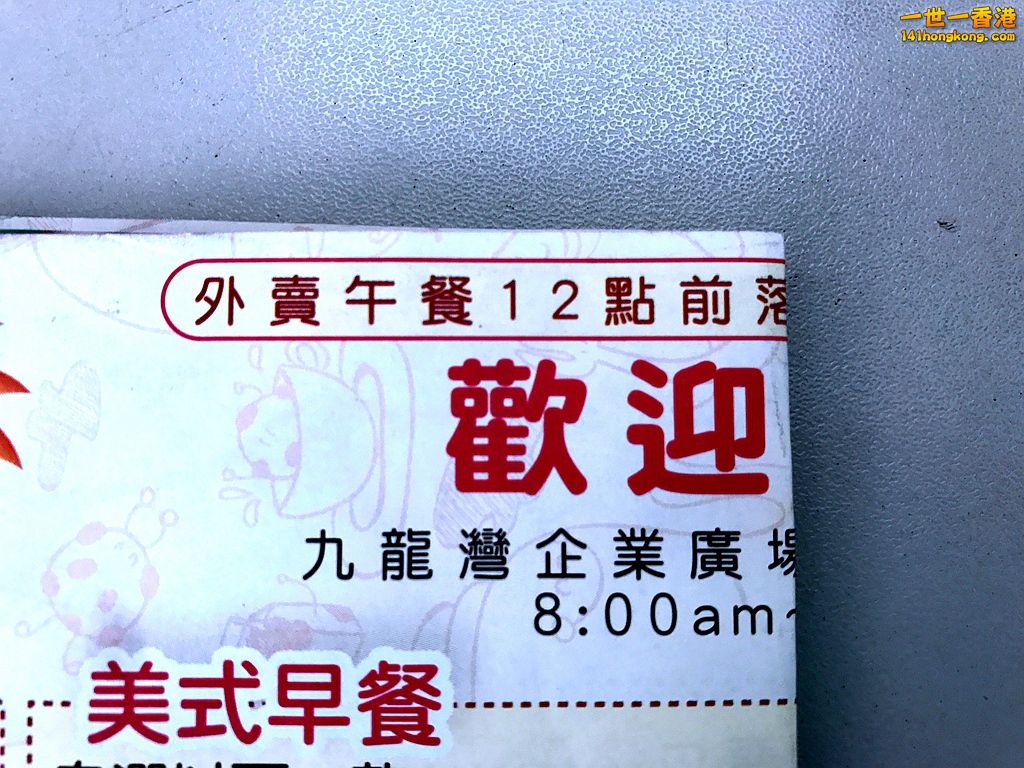 一世一香港
141hongkong.com
外賣午餐12點前落
歡迎
九龍灣企業廣場
8:00am~
美式早餐